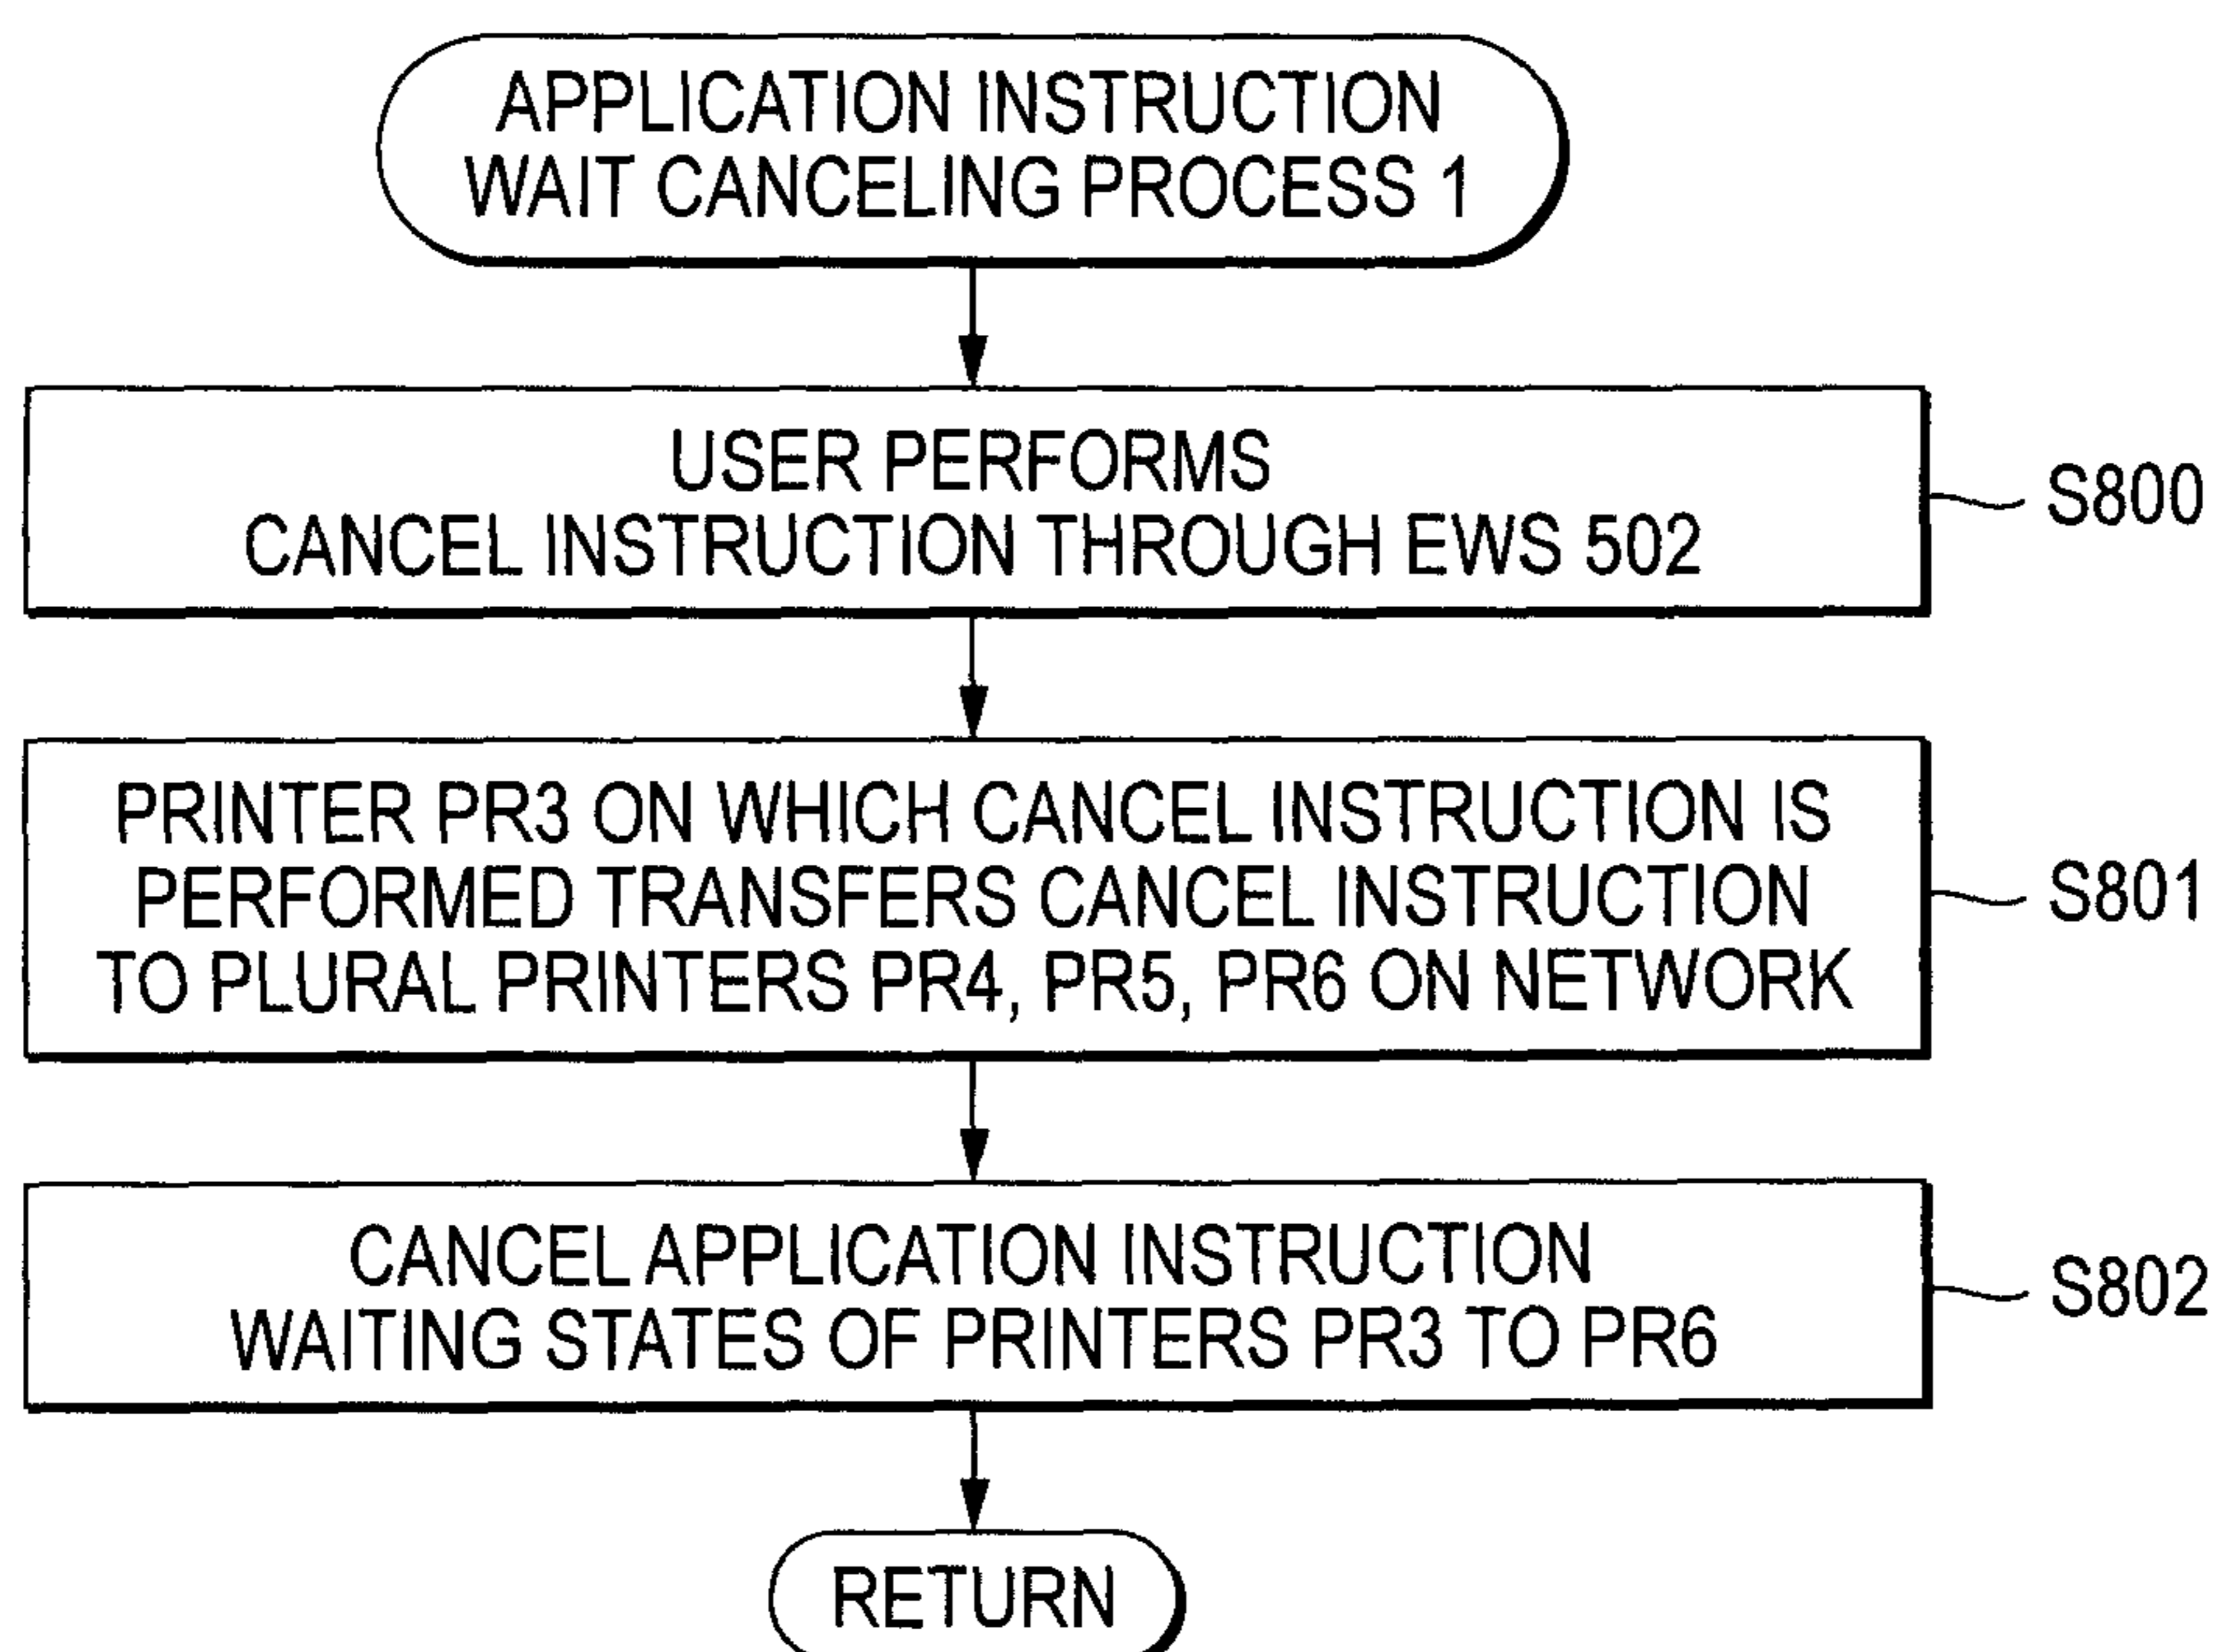 APPLICATION INSTRUCTION
WAIT CANCELING PROCESS 1
USER PERFORMS
CANCEL INSTRUCTION THROUGH EWS 502
S800
PRINTER PR3 ON WHICH CANCEL INSTRUCTION IS
PERFORMED TRANSFERS CANCEL INSTRUCTION
TO PLURAL PRINTERS PR4, PR5, PR6 ON NETWORK
S801
CANCEL APPLICATION INSTRUCTION
WAITING STATES OF PRINTERS PR3 TO PR6
S802
RETURN